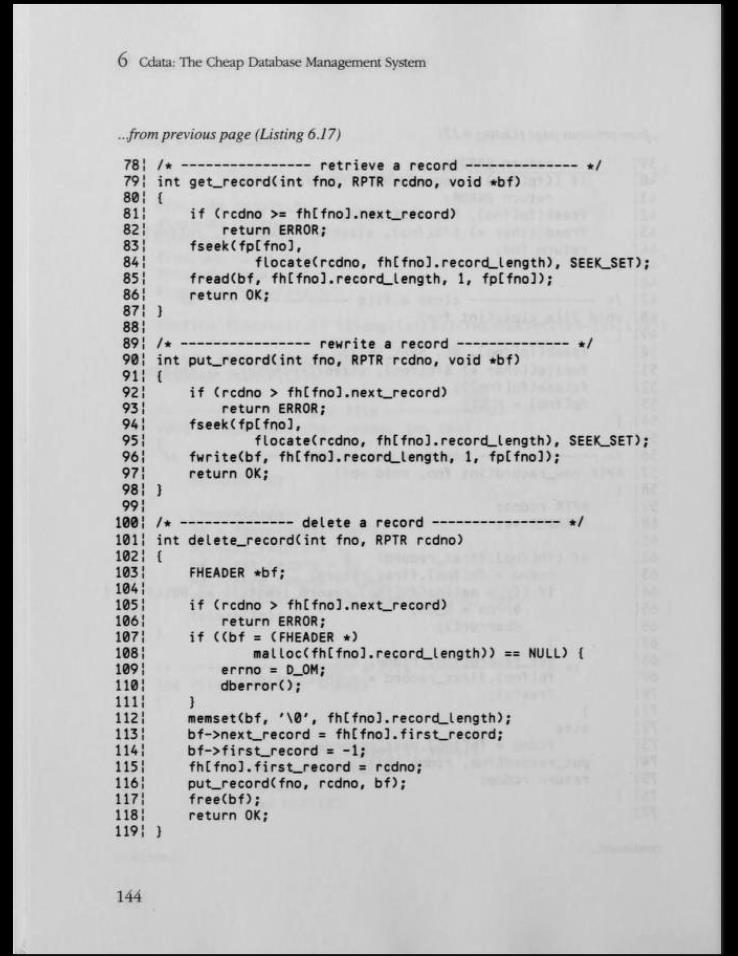 6 Cdata: The Cheap Database Management System
...from previous page (Listing 6.17)
78¦ /* ---------------- retrieve a record -------------- */
79¦ int get_record(int fno, RPTR rcdno, void *bf)
80¦ {
81¦     if (rcdno >= fh[fno].next_record)
82¦         return ERROR;
83¦     fseek(fp[fno],
84¦             flocate(rcdno, fh[fno].record_length), SEEK_SET);
85¦     fread(bf, fh[fno].record_length, 1, fp[fno]);
86¦     return OK;
87¦ }
88¦
89¦ /* ---------------- rewrite a record -------------- */
90¦ int put_record(int fno, RPTR rcdno, void *bf)
91¦ {
92¦     if (rcdno > fh[fno].next_record)
93¦         return ERROR;
94¦     fseek(fp[fno],
95¦             flocate(rcdno, fh[fno].record_length), SEEK_SET);
96¦     fwrite(bf, fh[fno].record_length, 1, fp[fno]);
97¦     return OK;
98¦ }
99¦
100¦ /* -------------- delete a record ---------------- */
101¦ int delete_record(int fno, RPTR rcdno)
102¦ {
103¦     FHEADER *bf;
104¦
105¦     if (rcdno > fh[fno].next_record)
106¦         return ERROR;
107¦     if ((bf = (FHEADER *)
108¦             malloc(fh[fno].record_length)) == NULL) {
109¦         errno = D_OM;
110¦         dberror();
111¦     }
112¦     memset(bf, '\0', fh[fno].record_length);
113¦     bf->next_record = fh[fno].first_record;
114¦     bf->first_record = -1;
115¦     fh[fno].first_record = rcdno;
116¦     put_record(fno, rcdno, bf);
117¦     free(bf);
118¦     return OK;
119¦ }
144